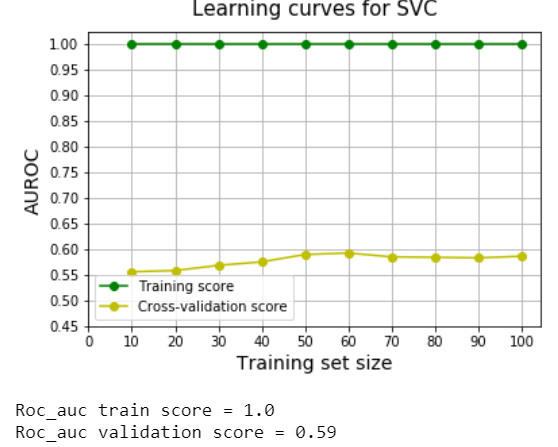 Learning curves for SVC
1.00
0.95
0.90
0.85
0.80
0.75
0.70
0.65
0.60
0.55
0.50
0.45
AUROC
Training score
Cross-validation score
0 10 20 30 40 50 60 70 80 90 100
Training set size
Roc_auc train score = 1.0
Roc_auc validation score = 0.59